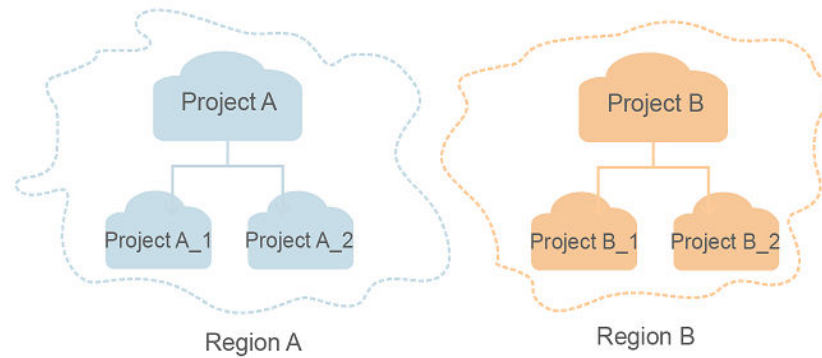 Project A
Project B
Project A_1
Project A_2
Project B_1
Project B_2
Region A
Region B